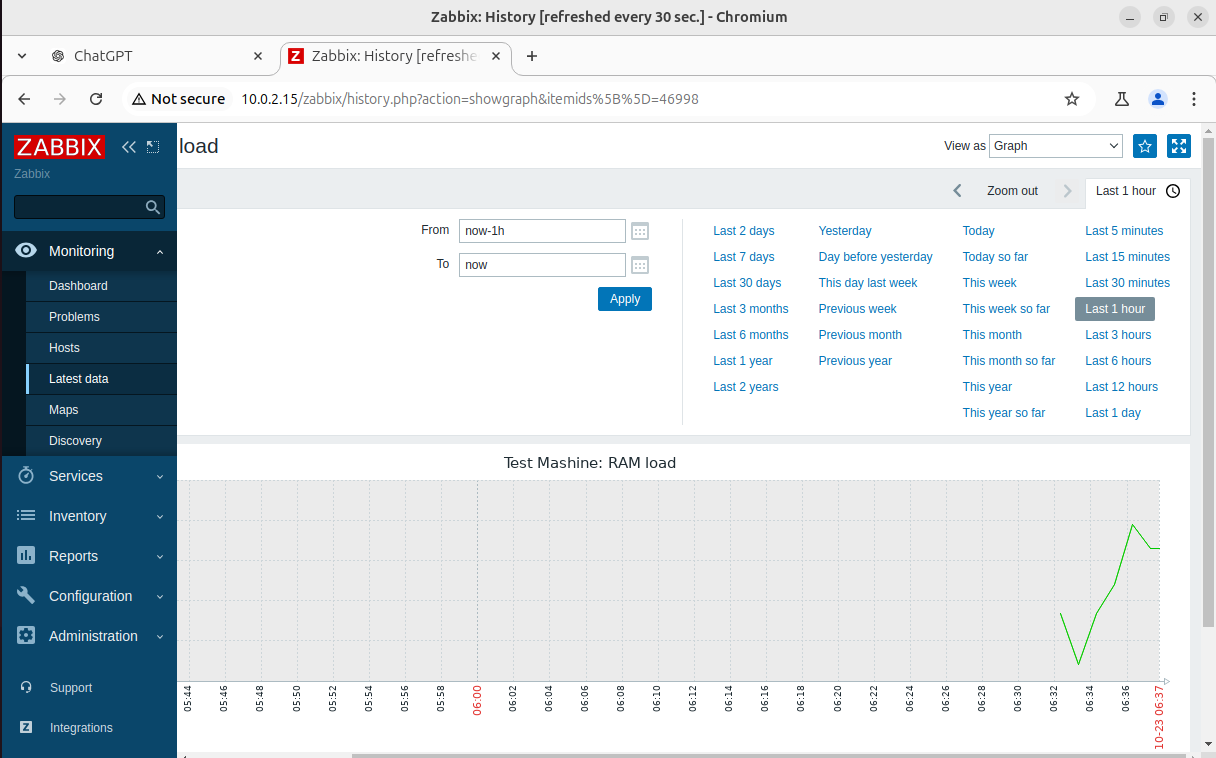 Zabbix: History [refreshed every 30 sec.] - Chromium
ChatGPT
Zabbix: History [refreshe
Not secure 10.0.2.15/zabbix/history.php?action=showgraph&itemids%5B%5D=46998
ZABBIX
Zabbix
load
View as Graph
Zoom out
Last 1 hour
From now-1h
To now
Apply
Last 2 days Yesterday Today Last 5 minutes
Last 7 days Day before yesterday Today so far Last 15 minutes
Last 30 days This day last week This week Last 30 minutes
Last 3 months Previous week This week so far Last 1 hour
Last 6 months Previous month This month Last 3 hours
Last 1 year Previous year This month so far Last 6 hours
Last 2 years This year Last 12 hours
This year so far Last 1 day
Monitoring
Dashboard
Problems
Hosts
Latest data
Maps
Discovery
Services
Inventory
Reports
Configuration
Administration
Support
Z Integrations
Test Mashine: RAM load
05:44 05:46 05:48 05:50 05:52 05:54 05:56 05:58 06:00 06:02 06:04 06:06 06:08 06:10 06:12 06:14 06:16 06:18 06:20 06:22 06:24 06:26 06:28 06:30 06:32 06:34 06:36 10-23 06:37